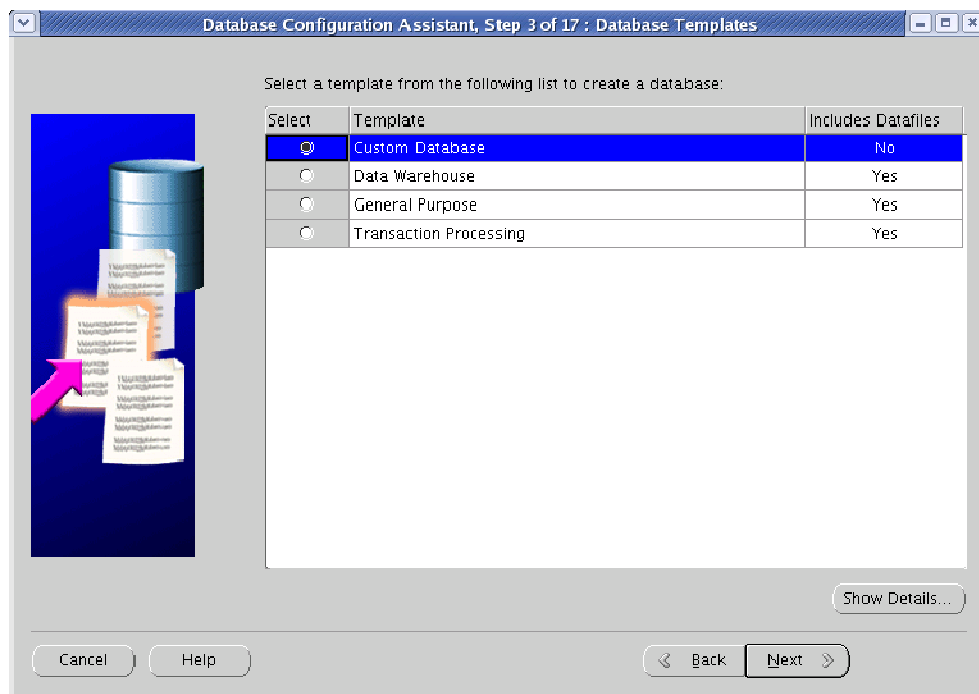 Database Configuration Assistant, Step 3 of 17 : Database Templates
Select a template from the following list to create a database:
Select Template Includes Datafiles
Custom Database No
Data Warehouse Yes
General Purpose Yes
Transaction Processing Yes
Show Details...
Cancel Help Back Next